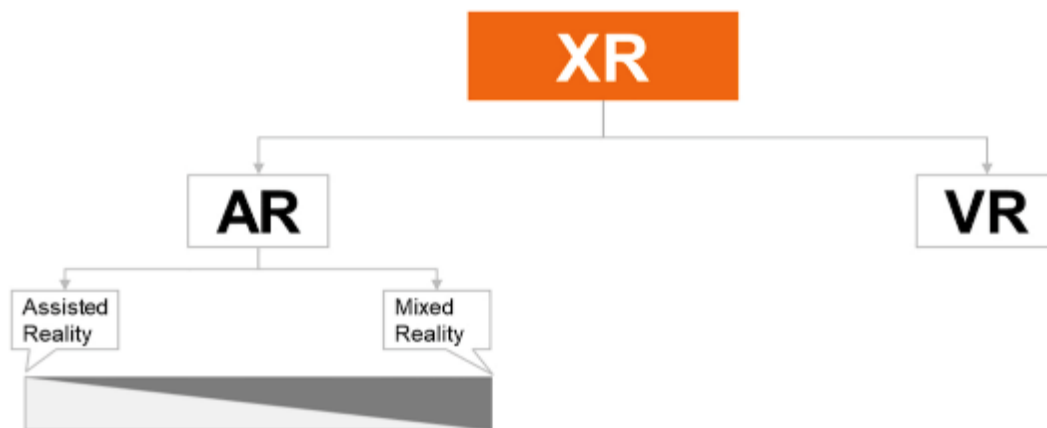 XR
AR
VR
Assisted
Reality
Mixed
Reality